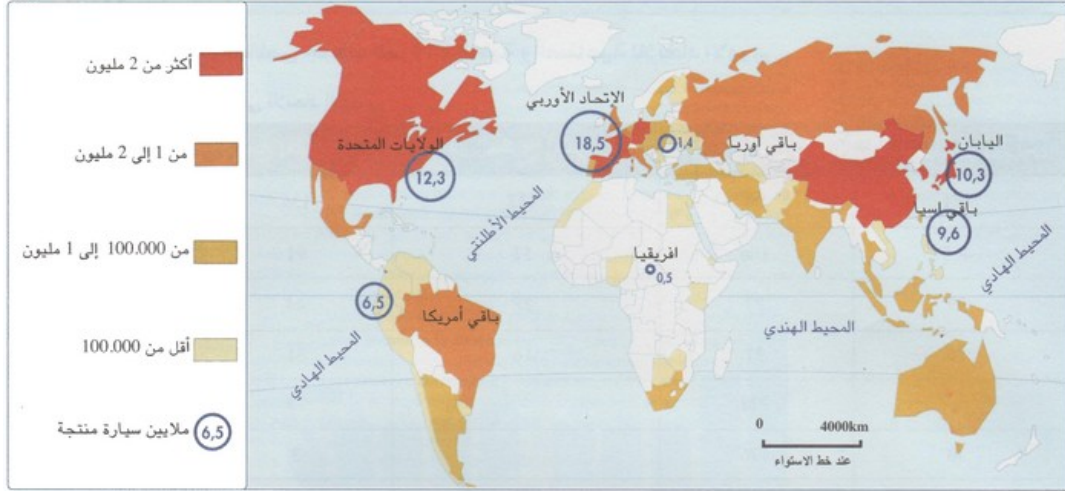 أكثر من 2 مليون
من 1 إلى 2 مليون
من 100.000 إلى 1 مليون
أقل من 100.000
ملايين سيارة منتجة
6,5
الإتحاد الأوربي
18,5
1,4
باقي أوربا
اليابان
10,3
الولايات المتحدة
12,3
باقي اسيا
9,6
المحيط الأطلنتي
المحيط الهادي
افريقيا
0,5
6,5
باقي أمريكا
المحيط الهندي
المحيط الهادي
0 4000km
عند خط الاستواء